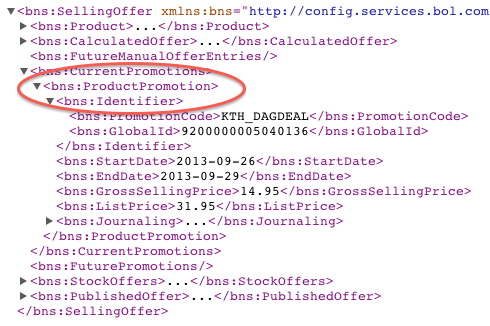 ▼<bns:SellingOffer xmlns:bns="http://config.services.bol.com
▶<bns:Product>...</bns:Product>
▶<bns:CalculatedOffer>...</bns:CalculatedOffer>
<bns:FutureManualOfferEntries/>
▼<bns:CurrentPromotions>
▼<bns:ProductPromotion>
▼<bns:Identifier>
<bns:PromotionCode>KTH_DAGDEAL</bns:PromotionCode>
<bns:GlobalId>9200000005040136</bns:GlobalId>
</bns:Identifier>
<bns:StartDate>2013-09-26</bns:StartDate>
<bns:EndDate>2013-09-29</bns:EndDate>
<bns:GrossSellingPrice>14.95</bns:GrossSellingPrice>
<bns:ListPrice>31.95</bns:ListPrice>
▶<bns:Journaling>...</bns:Journaling>
</bns:ProductPromotion>
</bns:CurrentPromotions>
<bns:FuturePromotions/>
▶<bns:StockOffers>...</bns:StockOffers>
▶<bns:PublishedOffer>...</bns:PublishedOffer>
</bns:SellingOffer>